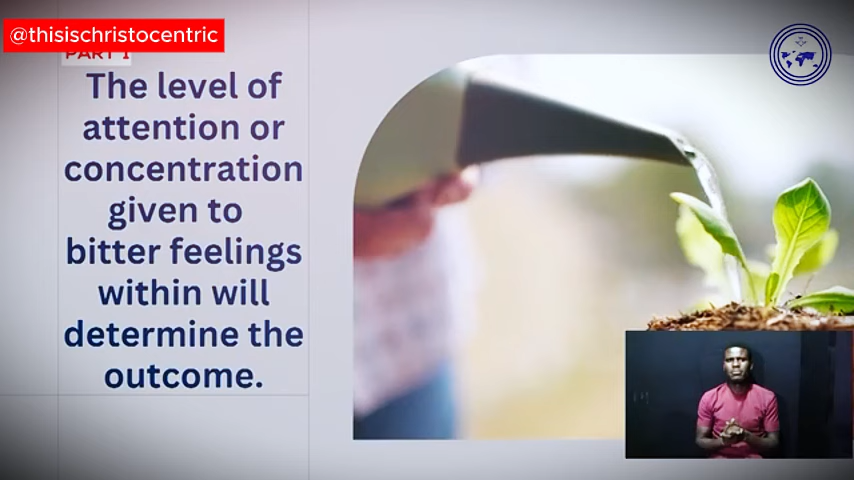 @thisischristocentric
PART 1
The level of
attention or
concentration
given to
bitter feelings
within will
determine the
outcome.